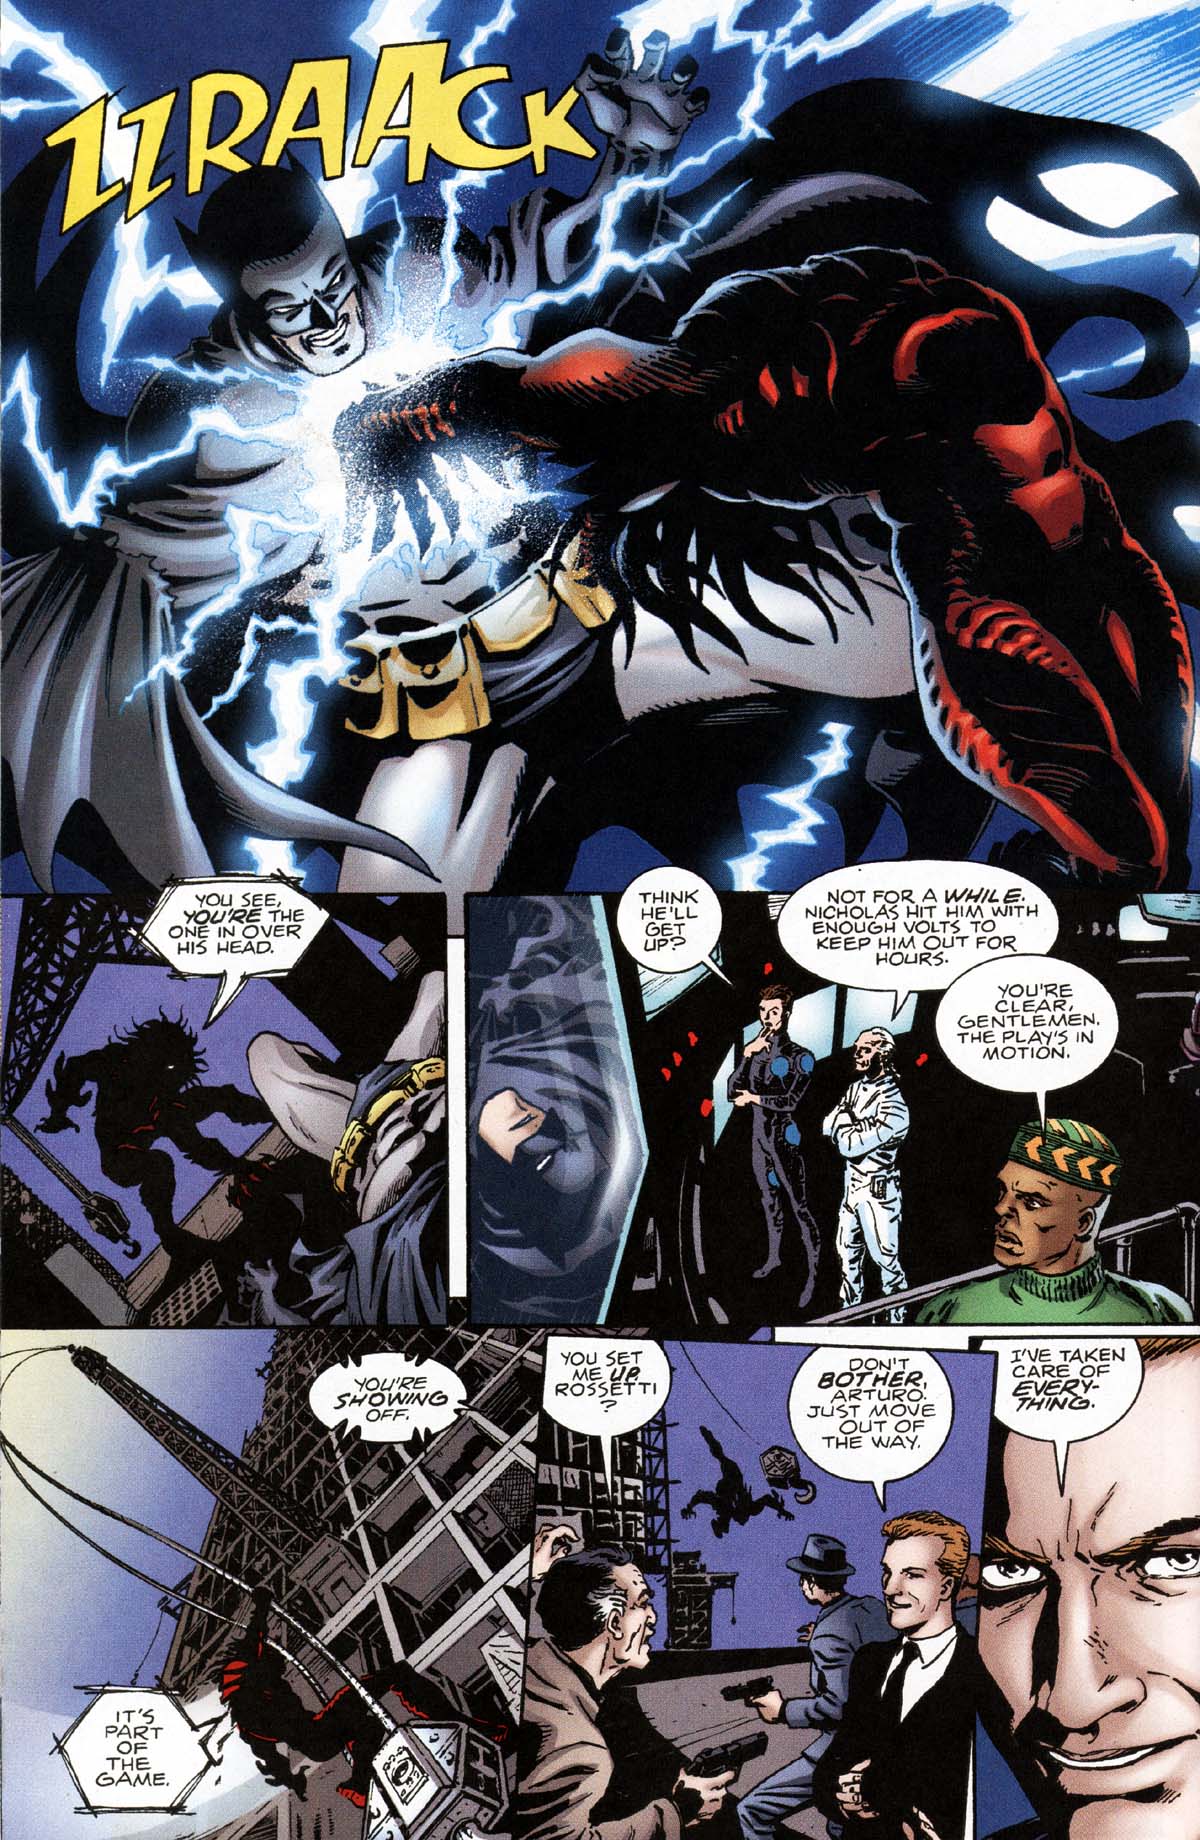 ZZRAACK
YOU SEE,
YOU'RE THE
ONE IN OVER
HIS HEAD.
THINK
HE'LL
GET
UP?
NOT FOR A WHILE.
NICHOLAS HIT HIM WITH
ENOUGH VOLTS TO
KEEP HIM OUT FOR
HOURS.
YOU'RE
CLEAR,
GENTLEMEN.
THE PLAY'S IN
MOTION.
YOU'RE
SHOWING
OFF.
IT'S
PART
OF
THE
GAME.
YOU SET
ME UP,
ROSSETTI
?
DON'T
BOTHER,
ARTURO.
JUST MOVE
OUT OF
THE WAY.
I'VE TAKEN
CARE OF
EVERY-
THING.